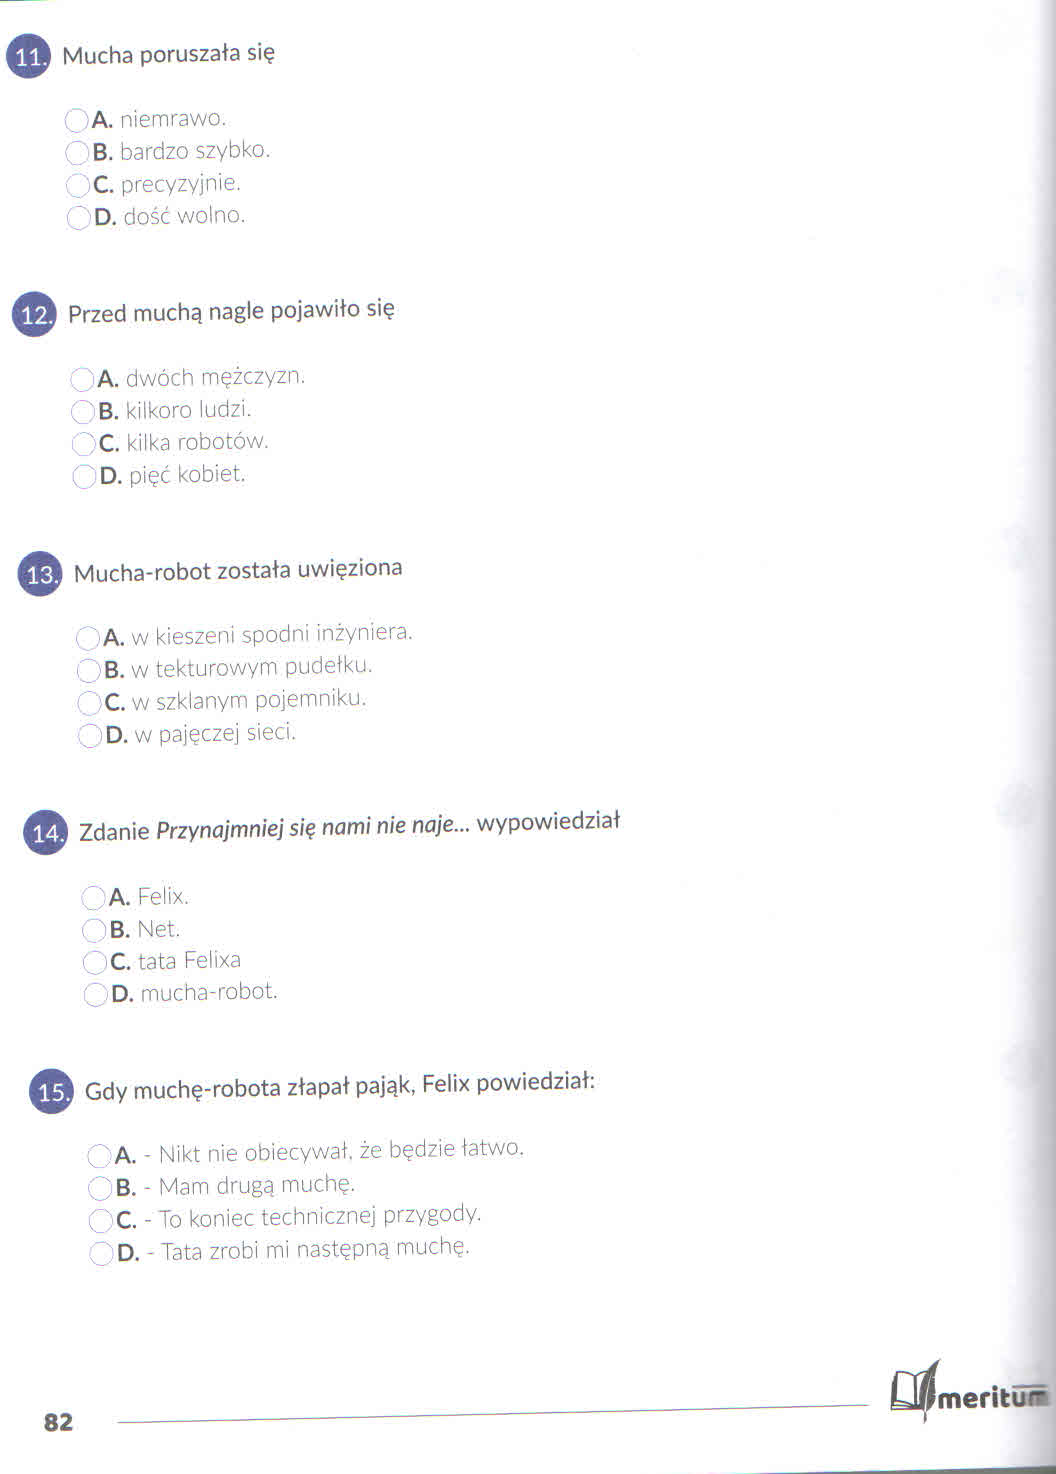 11. Mucha poruszała się
A. niemrawo.
B. bardzo szybko.
C. precyzyjnie.
D. dość wolno.
12. Przed muchą nagle pojawiło się
A. dwóch mężczyzn.
B. kilkoro ludzi.
C. kilka robotów.
D. pięć kobiet.
13. Mucha-robot została uwięziona
A. w kieszeni spodni inżyniera.
B. w tekturowym pudełku.
C. w szklanym pojemniku.
D. w pajęczej sieci.
14. Zdanie Przynajmniej się nami nie naje... wypowiedział
A. Felix.
B. Net.
C. tata Felixa
D. mucha-robot.
15. Gdy muchę-robota złapał pająk, Felix powiedział:
A. - Nikt nie obiecywał, że będzie łatwo.
B. - Mam drugą muchę.
C. - To koniec technicznej przygody.
D. - Tata zrobi mi następną muchę.
82
meritum